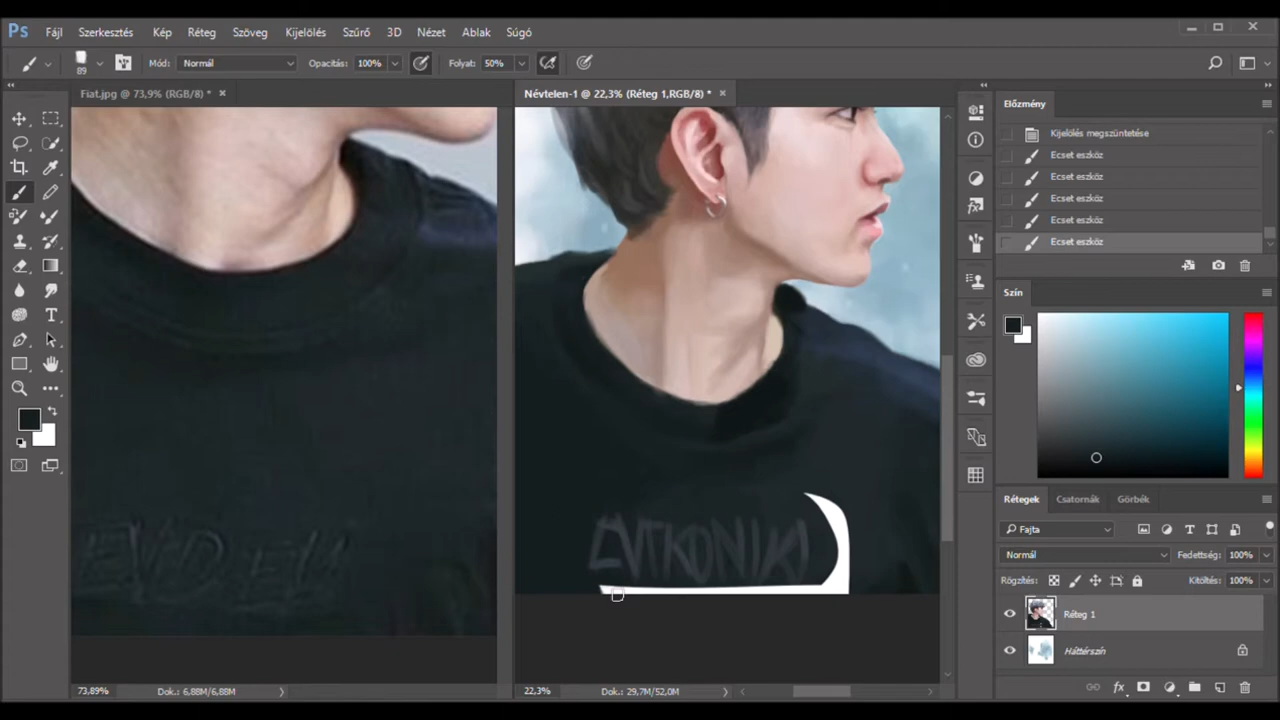 Ps Fájl Szerkesztés Kép Réteg Szöveg Kijelölés Szűrő 3D Nézet Ablak Súgó
89 Mód: Normál Opacitás: 100% Folyat: 50%
Fiat.jpg @ 73,9% (RGB/8) * × Névtelen-1 @ 22,3% (Réteg 1,RGB/8) * ×
Előzmény
Kijelölés megszüntetése
Ecset eszköz
Ecset eszköz
Ecset eszköz
Ecset eszköz
Ecset eszköz
Szín
Rétegek Csatornák Görbék
Fajta
Normál Fedettség: 100%
Rögzítés: Kitöltés: 100%
Réteg 1
Háttérszín
73,89% Dok.: 6,88M/6,88M 22,3% Dok.: 29,7M/52,0M
fx